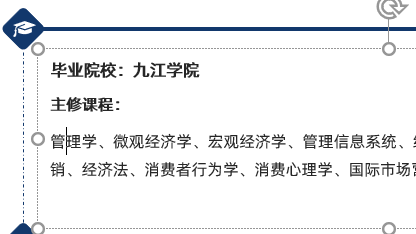 毕业院校：九江学院
主修课程：
管理学、微观经济学、宏观经济学、管理信息系统、
销、经济法、消费者行为学、消费心理学、国际市场营